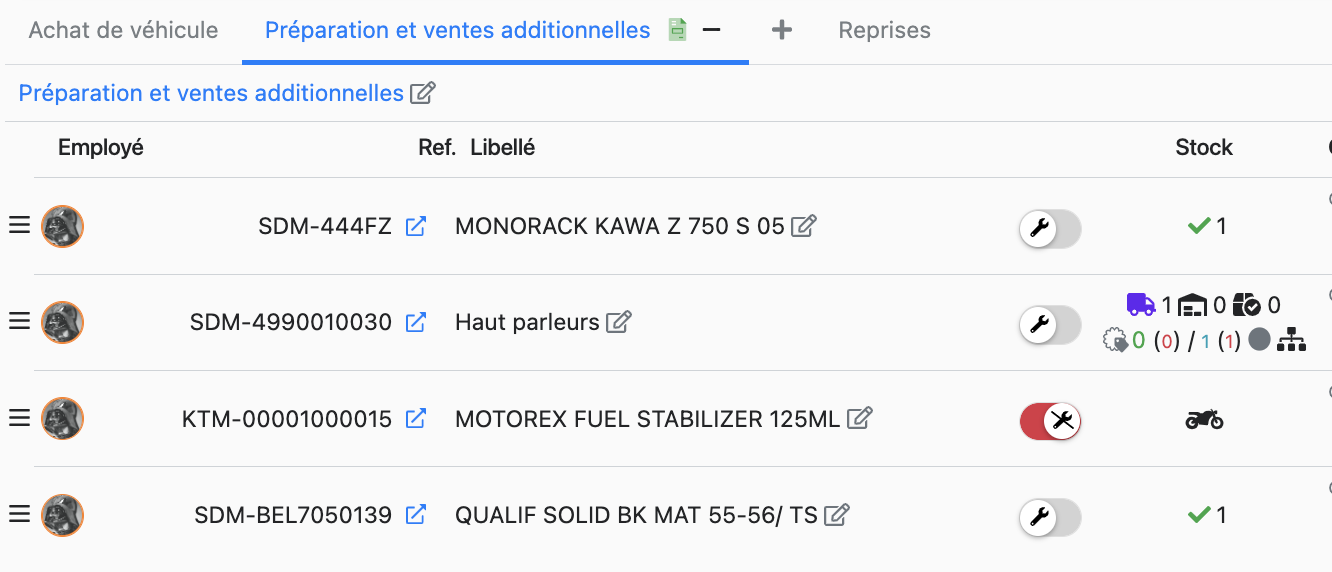 Achat de véhicule Préparation et ventes additionnelles Reprises
Préparation et ventes additionnelles
Employé Ref. Libellé Stock
SDM-444FZ MONORACK KAWA Z 750 S 05 1
1 0 0
SDM-4990010030 Haut parleurs
0 (0) / 1 (1)
KTM-00001000015 MOTOREX FUEL STABILIZER 125ML
SDM-BEL7050139 QUALIF SOLID BK MAT 55-56/ TS 1